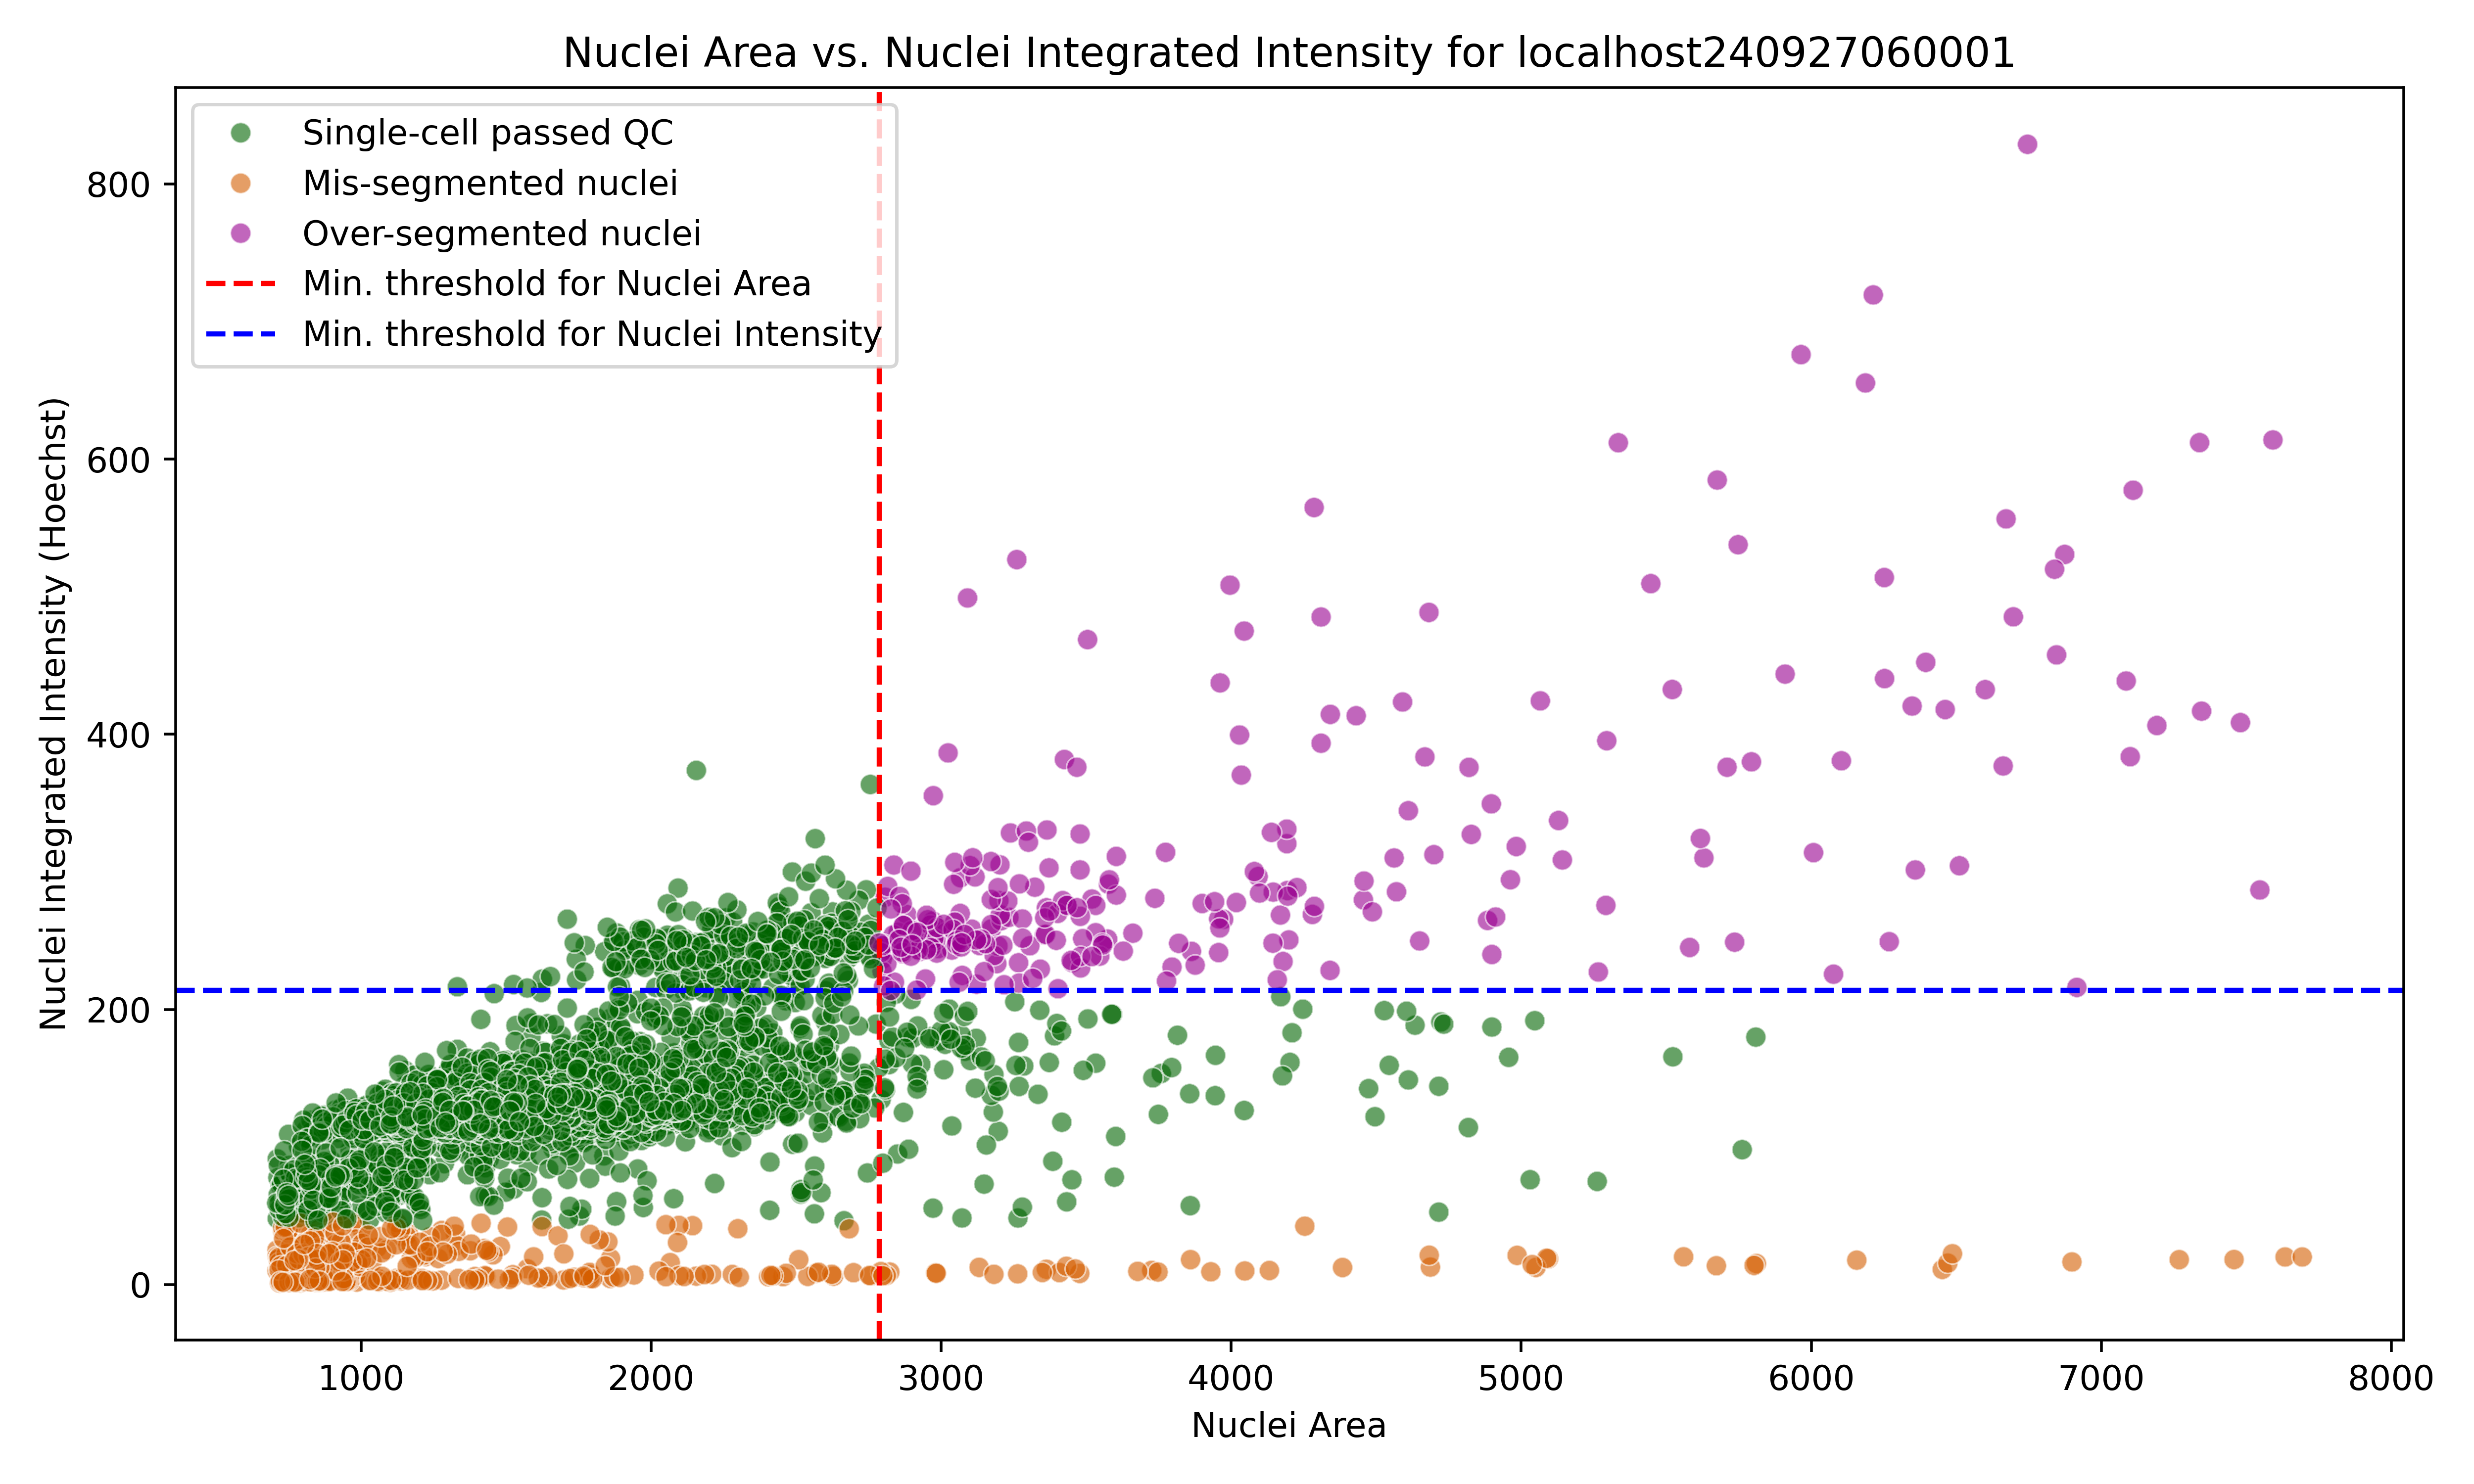 Nuclei Area vs. Nuclei Integrated Intensity for localhost240927060001
Single-cell passed QC
Mis-segmented nuclei
Over-segmented nuclei
Min. threshold for Nuclei Area
Min. threshold for Nuclei Intensity
Nuclei Integrated Intensity (Hoechst)
800
600
400
200
0
1000 2000 3000 4000 5000 6000 7000 8000
Nuclei Area